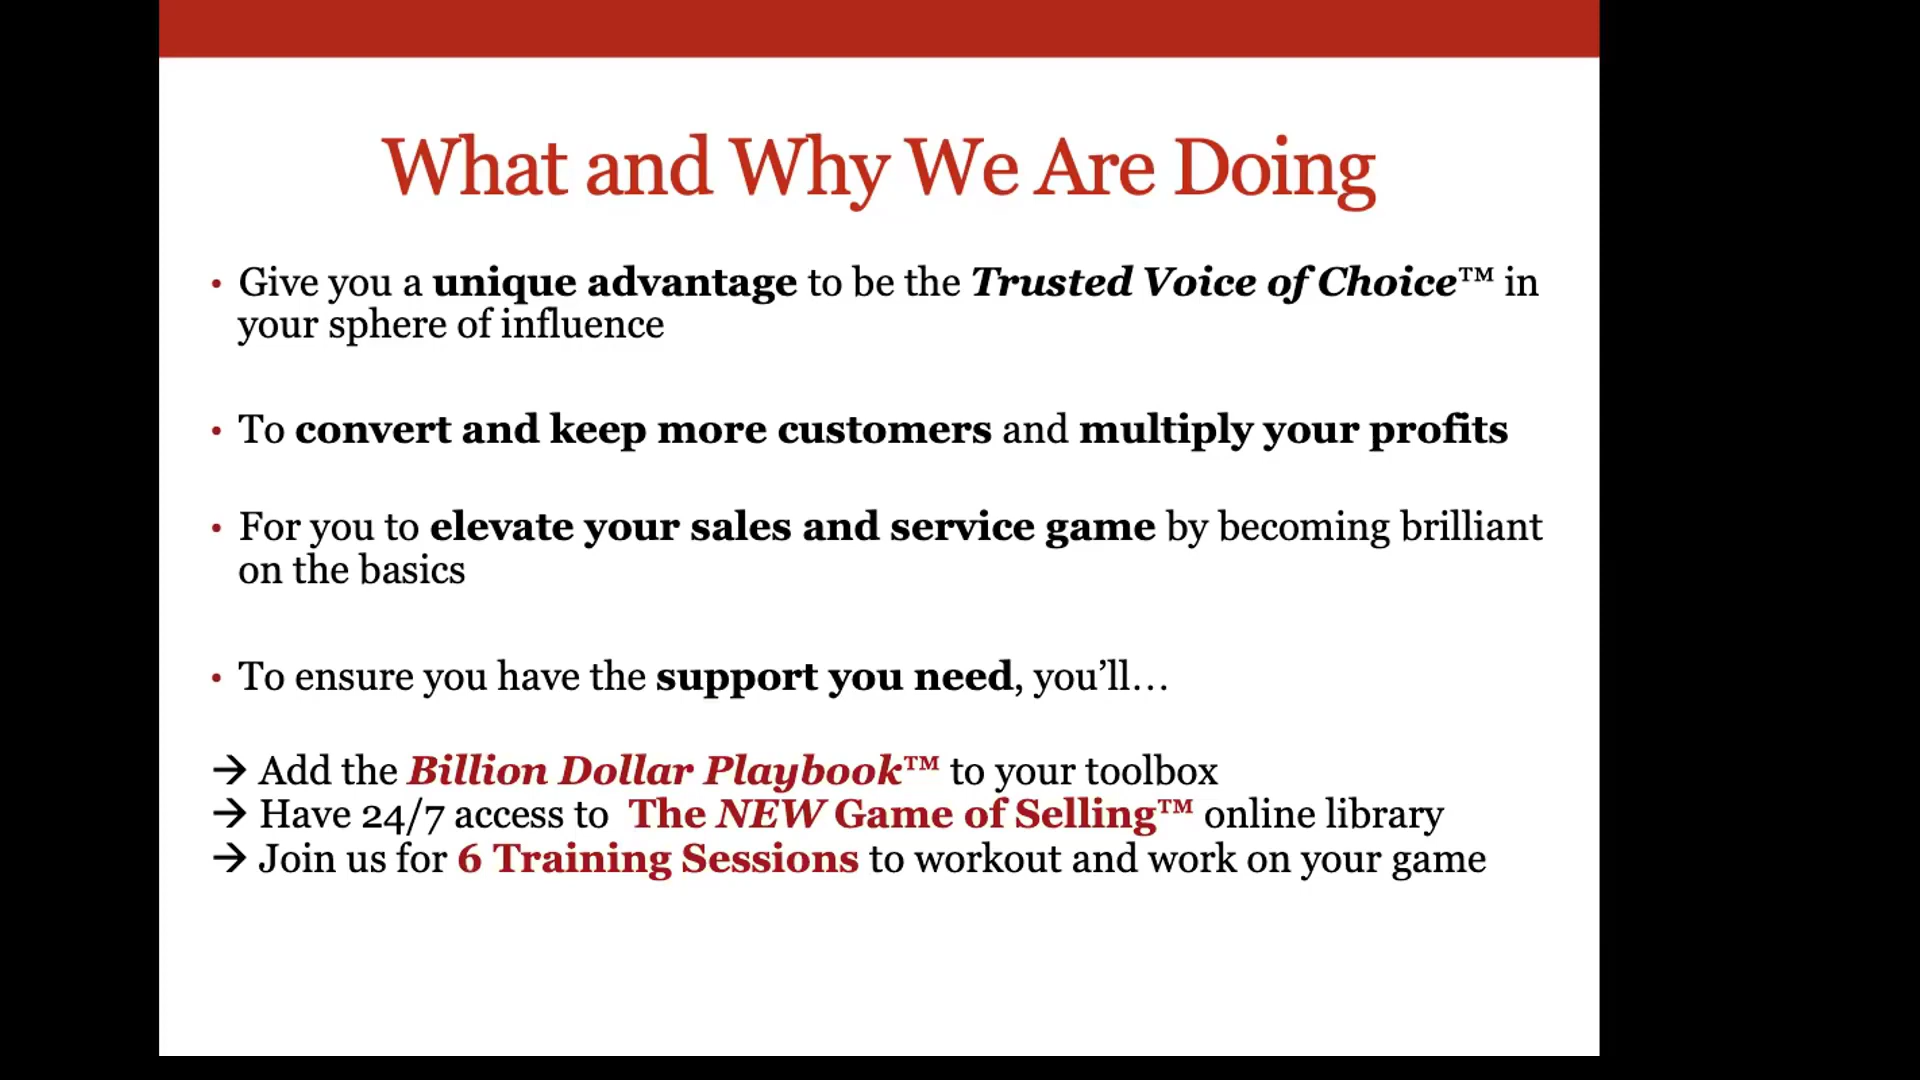 What and Why We Are Doing
• Give you a unique advantage to be the Trusted Voice of Choice™ in
your sphere of influence
• To convert and keep more customers and multiply your profits
• For you to elevate your sales and service game by becoming brilliant
on the basics
• To ensure you have the support you need, you’ll…
→ Add the Billion Dollar Playbook™ to your toolbox
→ Have 24/7 access to The NEW Game of Selling™ online library
→ Join us for 6 Training Sessions to workout and work on your game